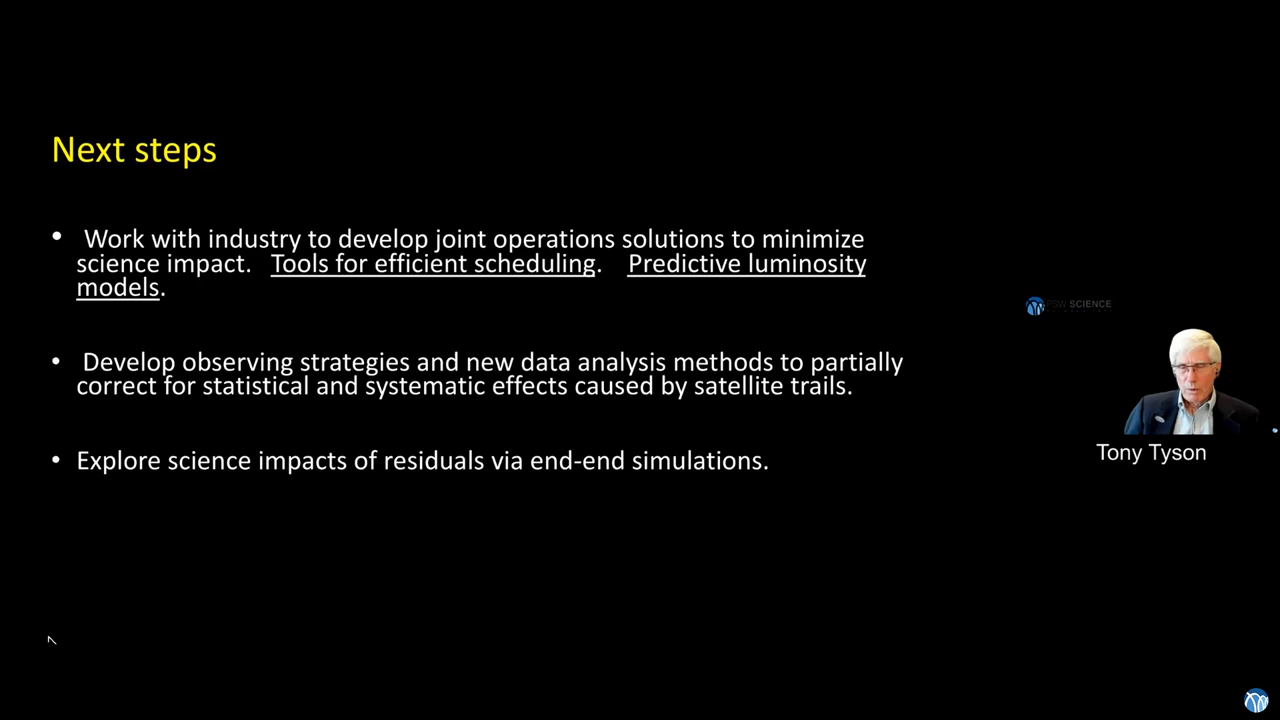 Next steps
• Work with industry to develop joint operations solutions to minimize
science impact. Tools for efficient scheduling. Predictive luminosity
models.
• Develop observing strategies and new data analysis methods to partially
correct for statistical and systematic effects caused by satellite trails.
• Explore science impacts of residuals via end-end simulations.
PSW SCIENCE
Tony Tyson